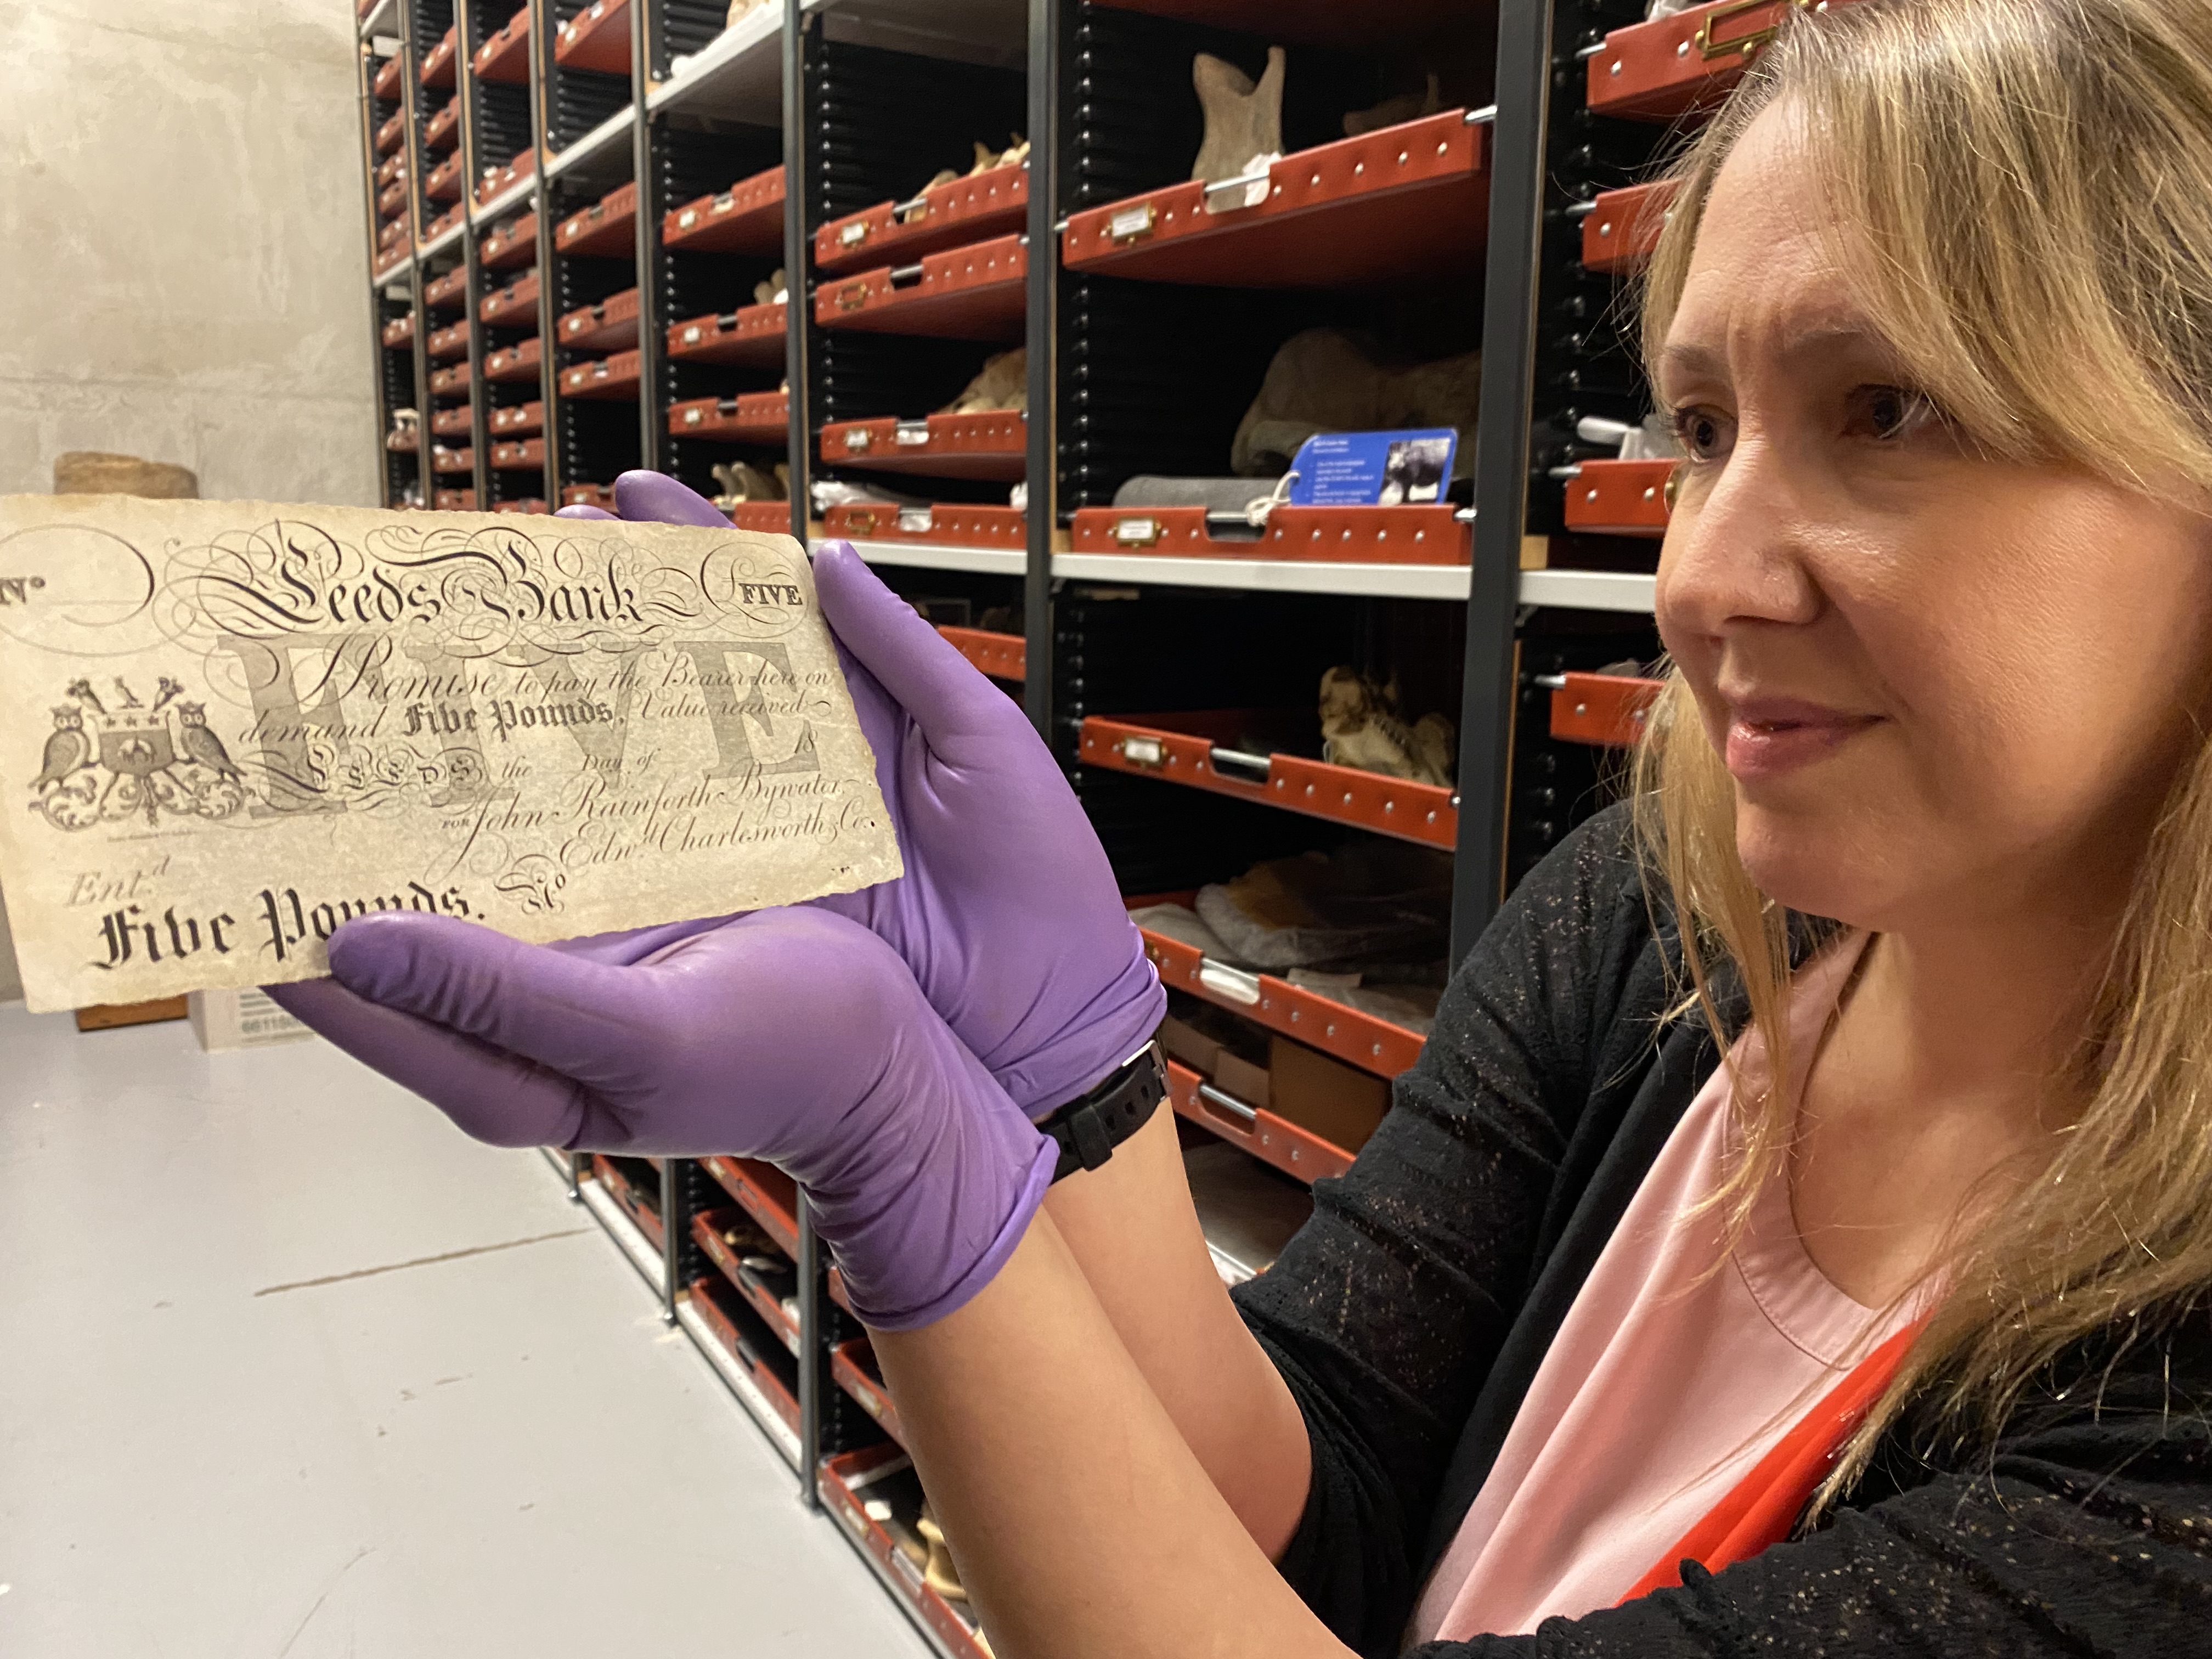 Nº
Leeds Bank
FIVE
FIVE
I Promise to pay the Bearer here on
demand Five Pounds, Value received
18
LEEDS the Day of
FOR John Rainforth Bywater,
Edwd Charlesworth & Co.
Entd
Five Pounds. Nº